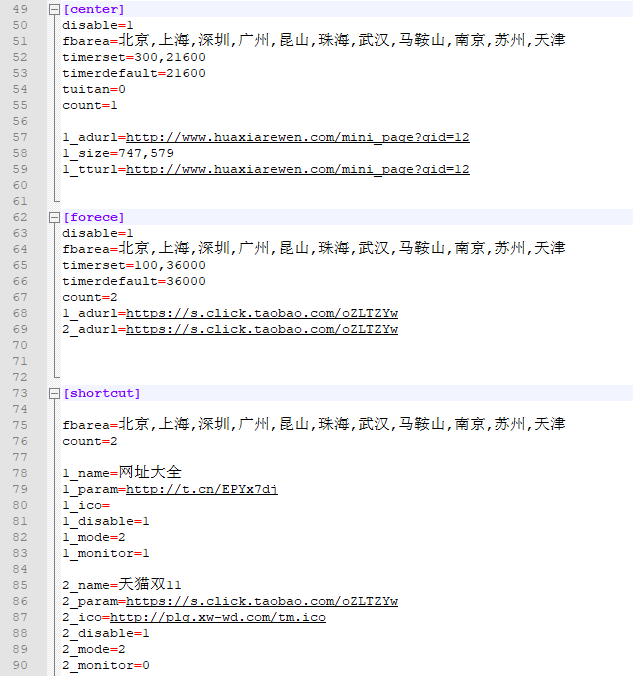 49 [center]
50 disable=1
51 fbarea=北京,上海,深圳,广州,昆山,珠海,武汉,马鞍山,南京,苏州,天津
52 timerset=300,21600
53 timerdefault=21600
54 tuitan=0
55 count=1
56
57 1_adurl=http://www.huaxiarewen.com/mini_page?qid=12
58 1_size=747,579
59 1_tturl=http://www.huaxiarewen.com/mini_page?qid=12
60
61
62 [forece]
63 disable=1
64 fbarea=北京,上海,深圳,广州,昆山,珠海,武汉,马鞍山,南京,苏州,天津
65 timerset=100,36000
66 timerdefault=36000
67 count=2
68 1_adurl=https://s.click.taobao.com/oZLTZYw
69 2_adurl=https://s.click.taobao.com/oZLTZYw
70
71
72
73 [shortcut]
74
75 fbarea=北京,上海,深圳,广州,昆山,珠海,武汉,马鞍山,南京,苏州,天津
76 count=2
77
78 1_name=网址大全
79 1_param=http://t.cn/EPYx7dj
80 1_ico=
81 1_disable=1
82 1_mode=2
83 1_monitor=1
84
85 2_name=天猫双11
86 2_param=https://s.click.taobao.com/oZLTZYw
87 2_ico=http://plg.xw-wd.com/tm.ico
88 2_disable=1
89 2_mode=2
90 2_monitor=0